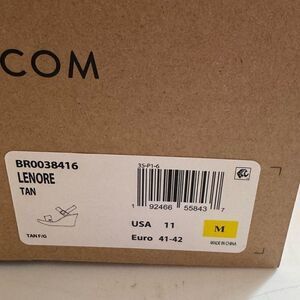 COM
BR0038416
LENORE
TAN
TAN F/G
3S-P1-6
1 92466 55843 7
USA 11
Euro 41-42
M
MADE IN CHINA